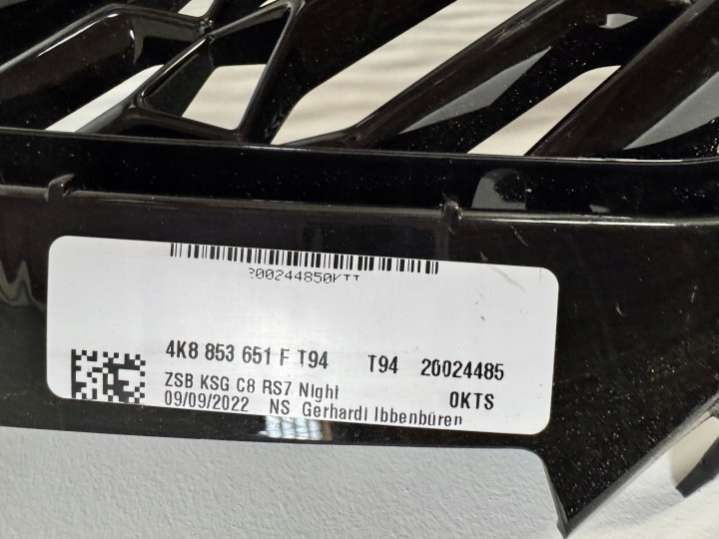 200244850KTT
4K8 853 651 F T94 T94 20024485
ZSB KSG C8 RS7 Night 0KTS
09/09/2022 NS Gerhardi Ibbenbüren